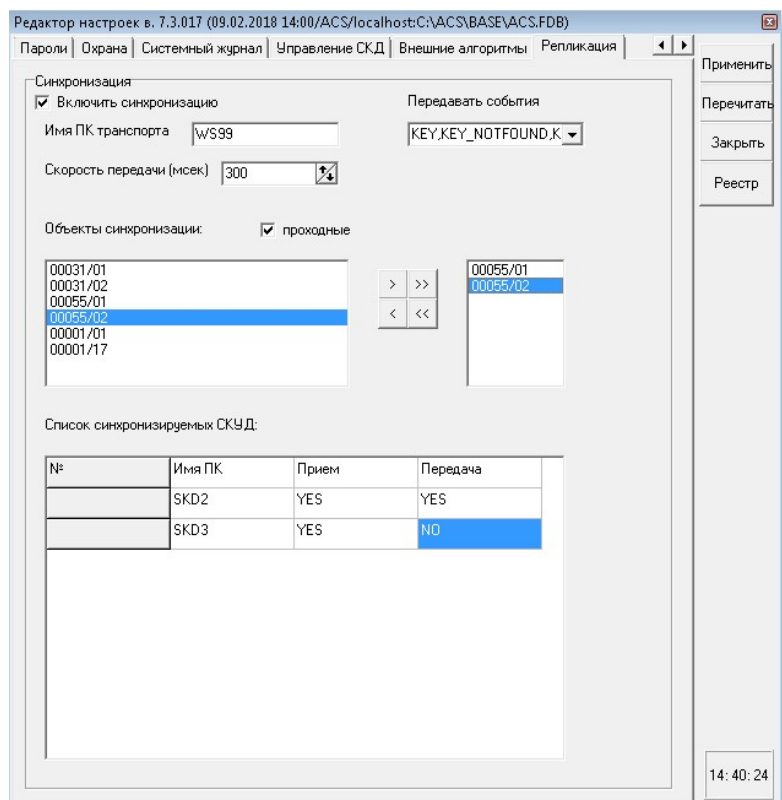 Редактор настроек в. 7.3.017 (09.02.2018 14:00/ACS/localhost:C:\ACS\BASE\ACS.FDB)
Пароли Охрана Системный журнал Управление СКД Внешние алгоритмы Репликация
Применить
Перечитать
Закрыть
Реестр
Синхронизация
Включить синхронизацию
Передавать события
Имя ПК транспорта WS99
KEY,KEY_NOTFOUND,K
Скорость передачи (мсек) 300
Объекты синхронизации: проходные
00031/01
00031/02
00055/01
00055/02
00001/01
00001/17
> >>
< <<
00055/01
00055/02
Список синхронизируемых СКУД:
№ Имя ПК Прием Передача
SKD2 YES YES
SKD3 YES NO
14:40:24